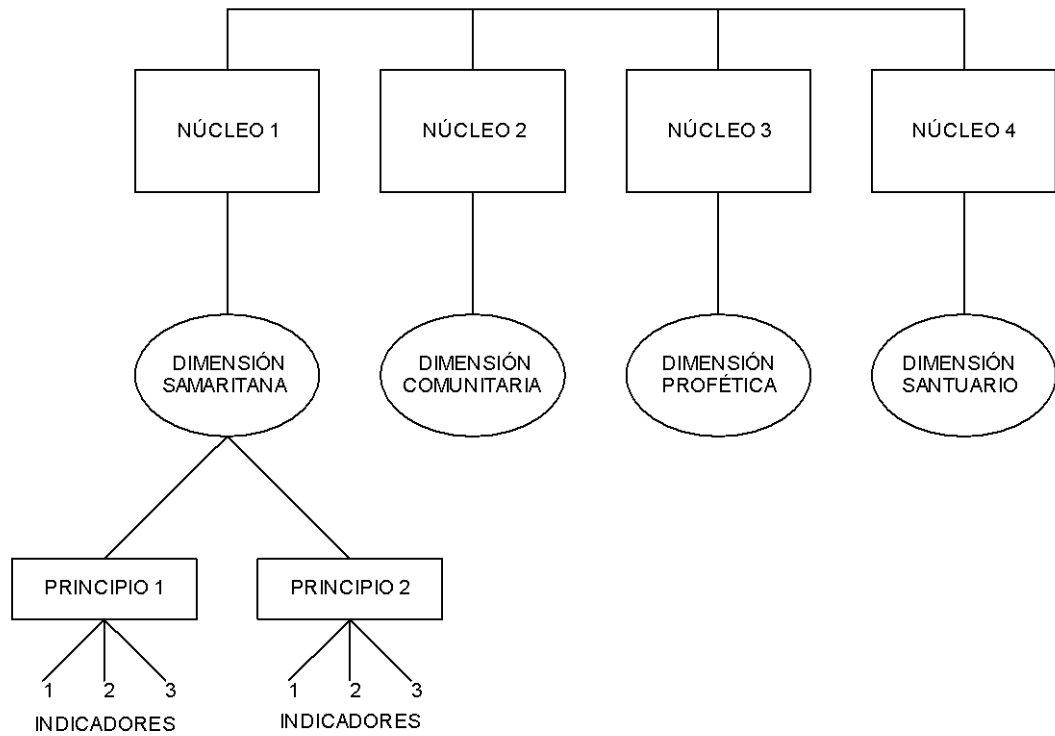 NÚCLEO 1
NÚCLEO 2
NÚCLEO 3
NÚCLEO 4
DIMENSIÓN
SAMARITANA
DIMENSIÓN
COMUNITARIA
DIMENSIÓN
PROFÉTICA
DIMENSIÓN
SANTUARIO
PRINCIPIO 1
PRINCIPIO 2
1 2 3
INDICADORES
1 2 3
INDICADORES